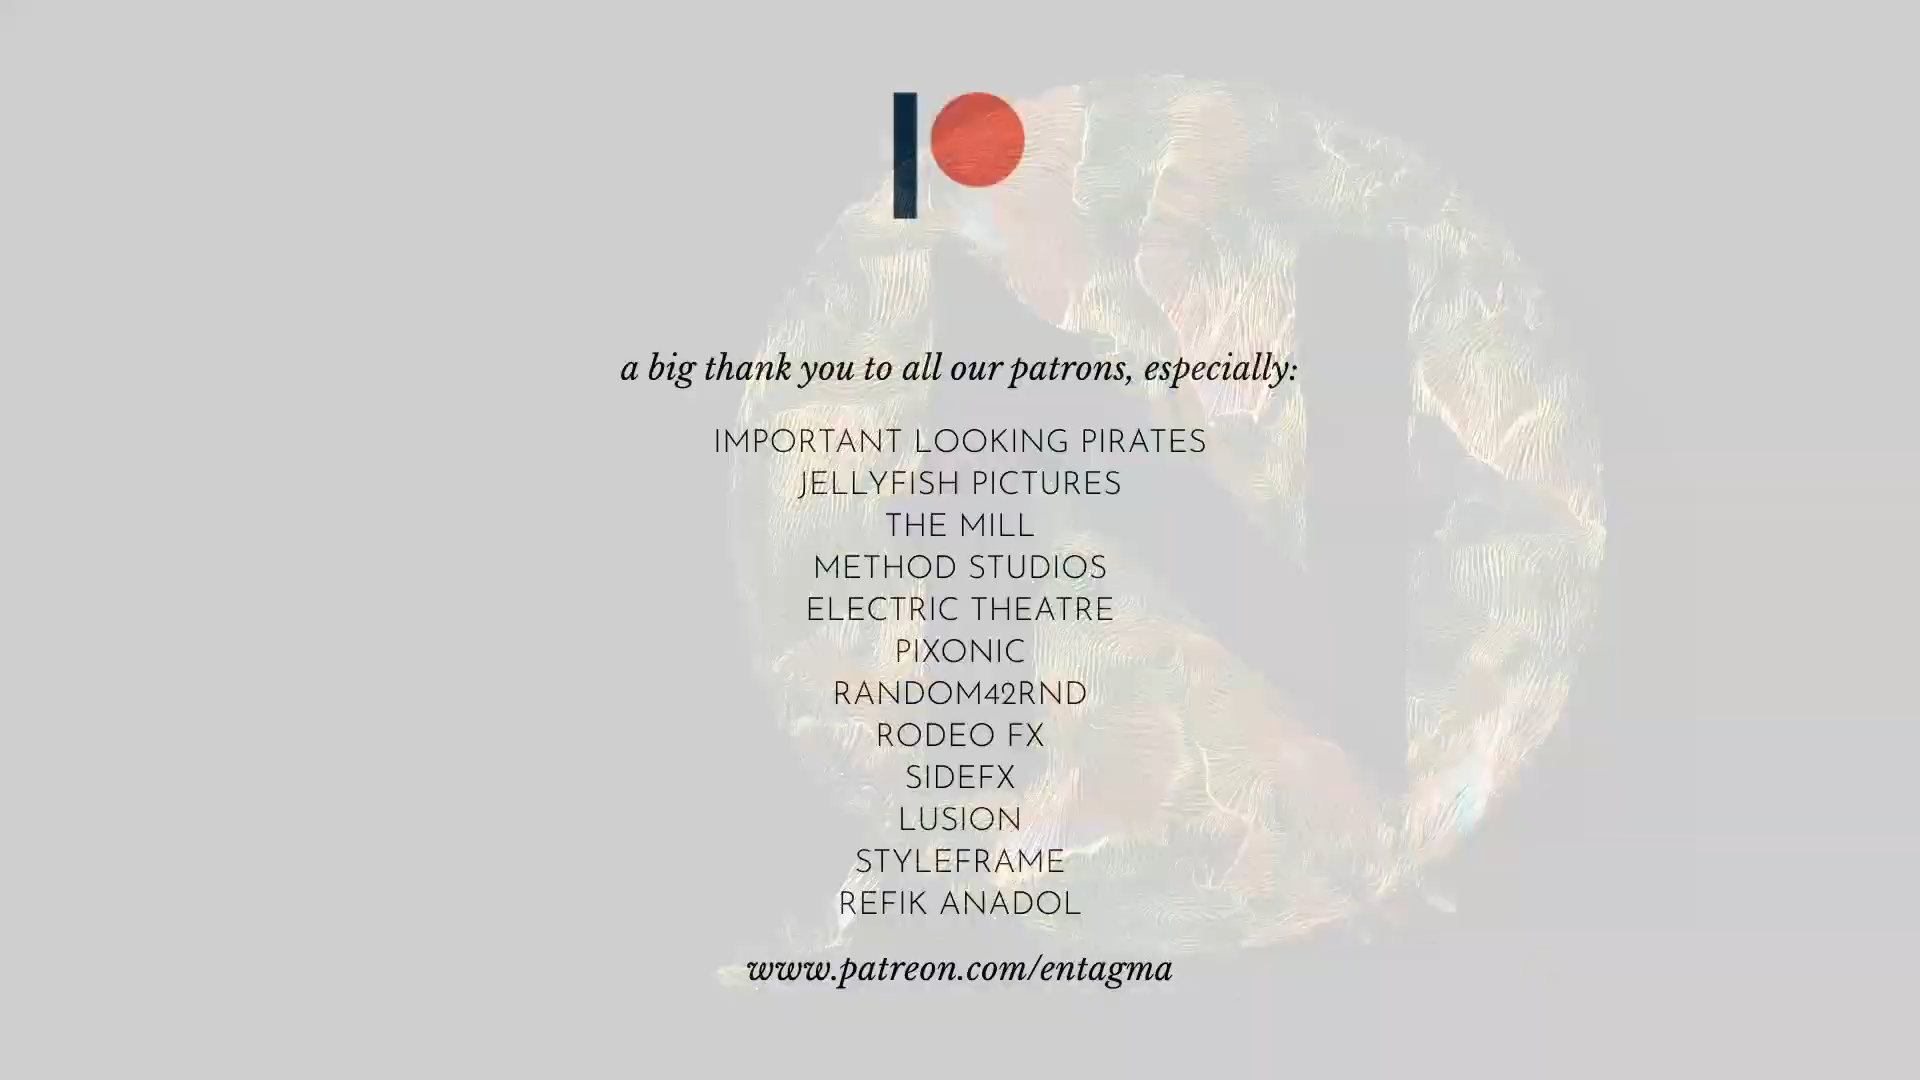 a big thank you to all our patrons, especially:
IMPORTANT LOOKING PIRATES
JELLYFISH PICTURES
THE MILL
METHOD STUDIOS
ELECTRIC THEATRE
PIXONIC
RANDOM42RND
RODEO FX
SIDEFX
LUSION
STYLEFRAME
REFIK ANADOL
www.patreon.com/entagma